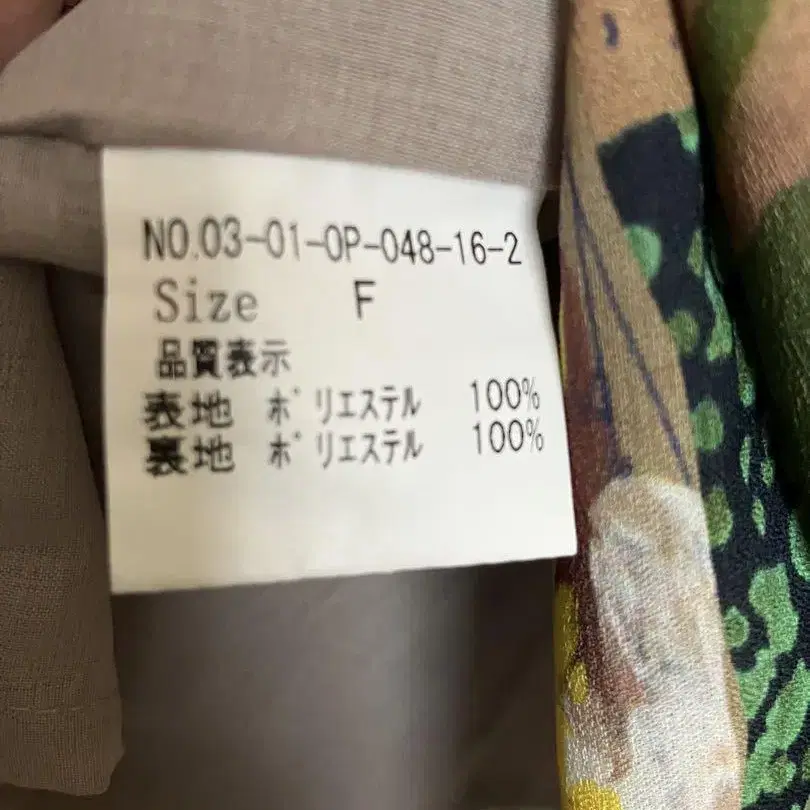 NO.03-01-OP-048-16-2
Size F
品質表示
表地 ポリエステル 100%
裏地 ポリエステル 100%